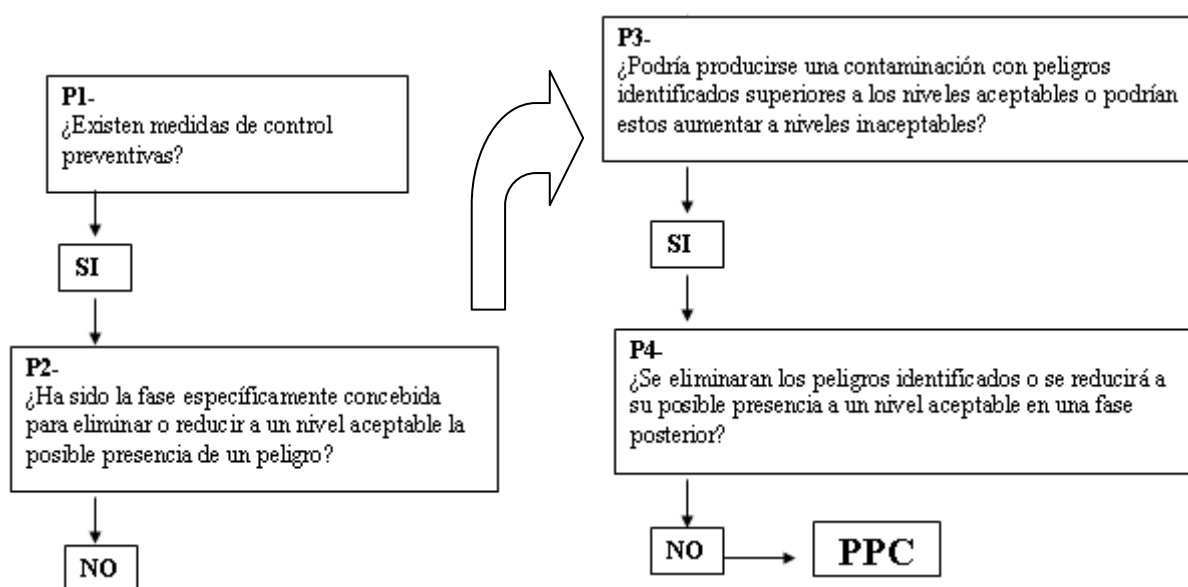 P1-
¿Existen medidas de control
preventivas?
SI
P2-
¿Ha sido la fase específicamente concebida
para eliminar o reducir a un nivel aceptable la
posible presencia de un peligro?
NO
P3-
¿Podría producirse una contaminación con peligros
identificados superiores a los niveles aceptables o podrían
estos aumentar a niveles inaceptables?
SI
P4-
¿Se eliminaran los peligros identificados o se reducirá a
su posible presencia a un nivel aceptable en una fase
posterior?
NO
PPC